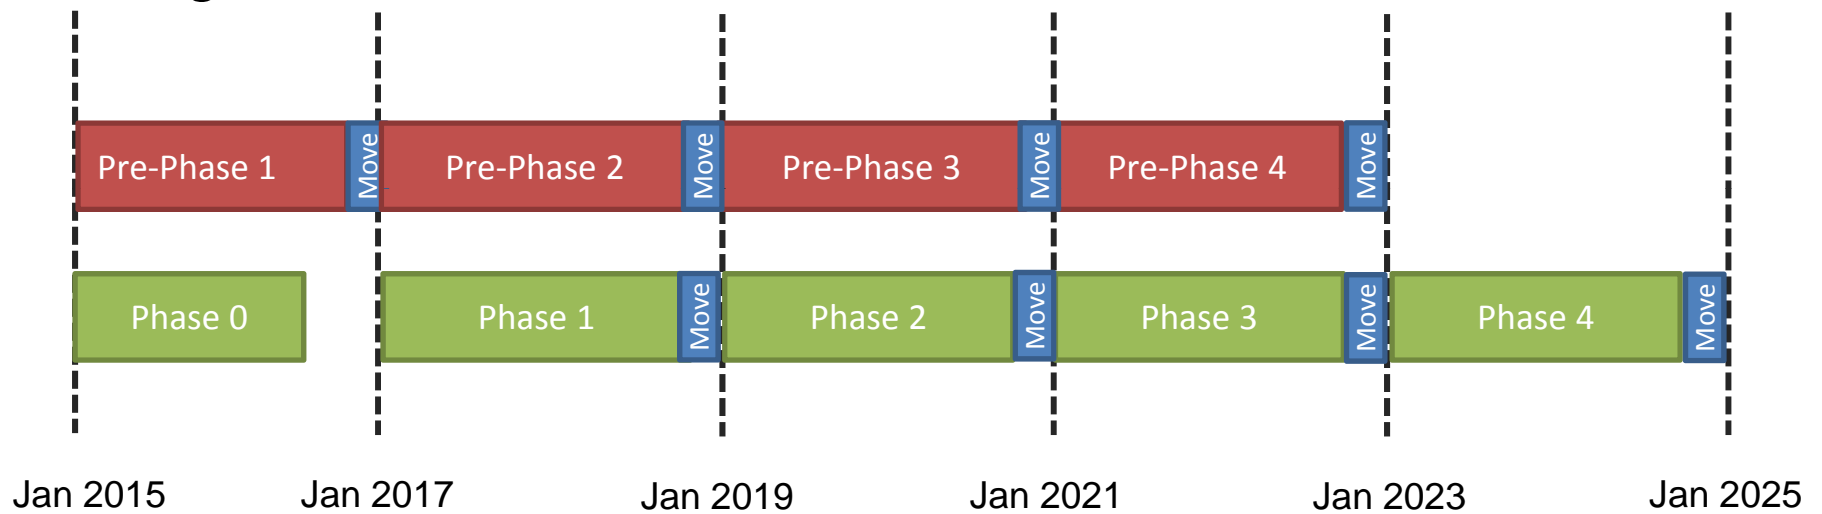 Pre-Phase 1 Move Pre-Phase 2 Move Pre-Phase 3 Move Pre-Phase 4 Move
Phase 0 Phase 1 Move Phase 2 Move Phase 3 Move Phase 4 Move
Jan 2015 Jan 2017 Jan 2019 Jan 2021 Jan 2023 Jan 2025